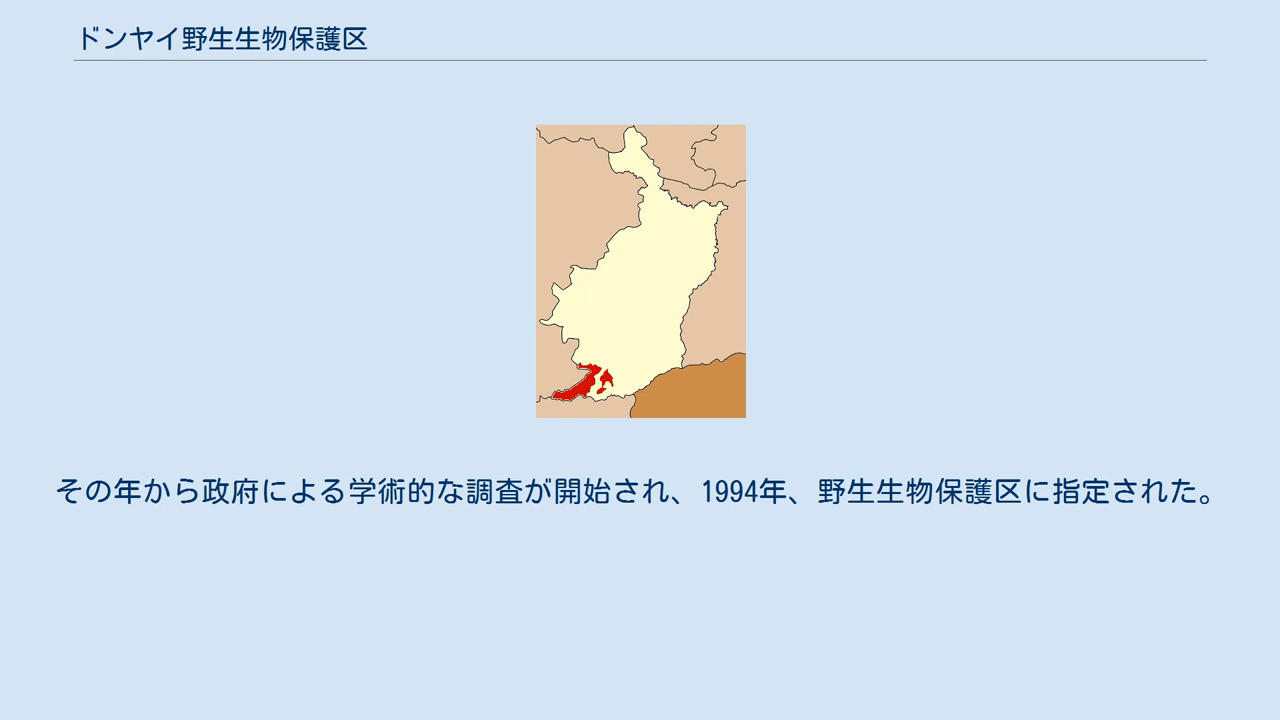 ドンヤイ野生生物保護区
その年から政府による学術的な調査が開始され、1994年、野生生物保護区に指定された。